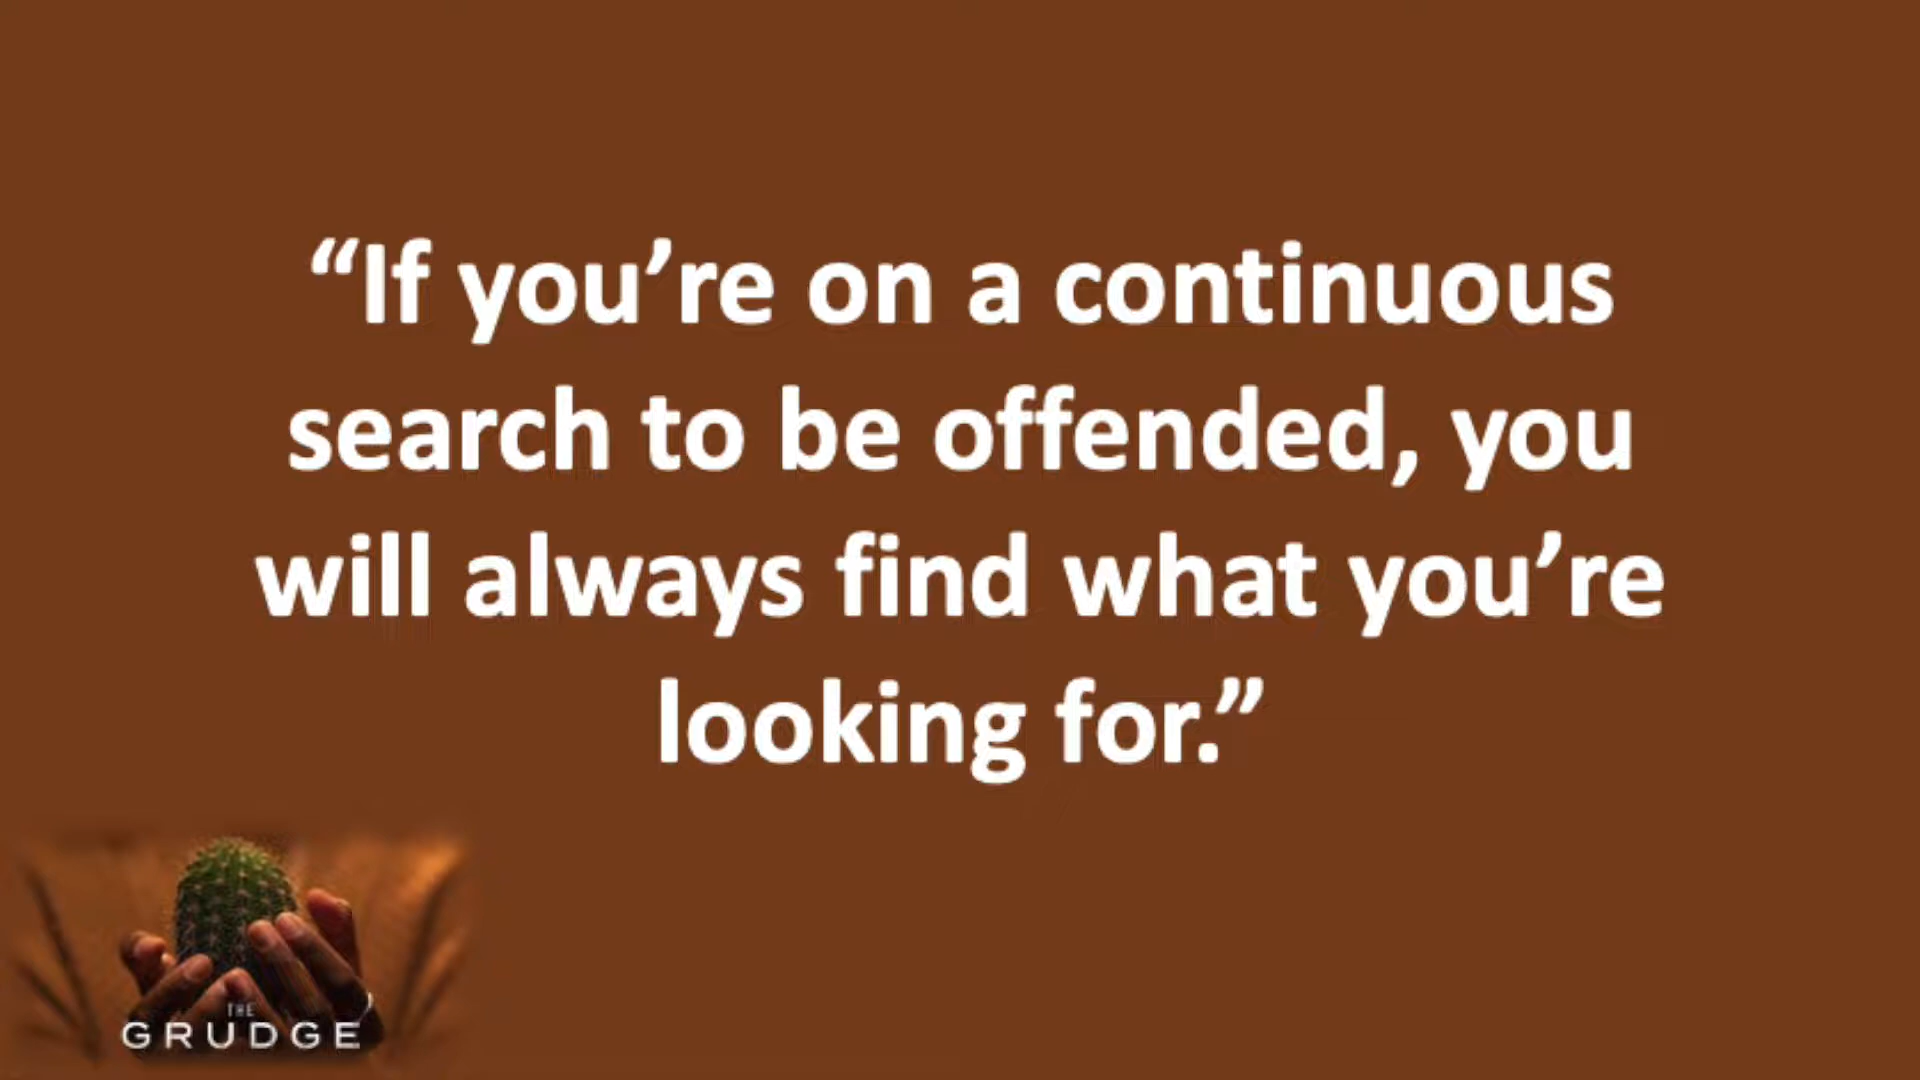 “If you’re on a continuous
search to be offended, you
will always find what you’re
looking for.”
THE
GRUDGE